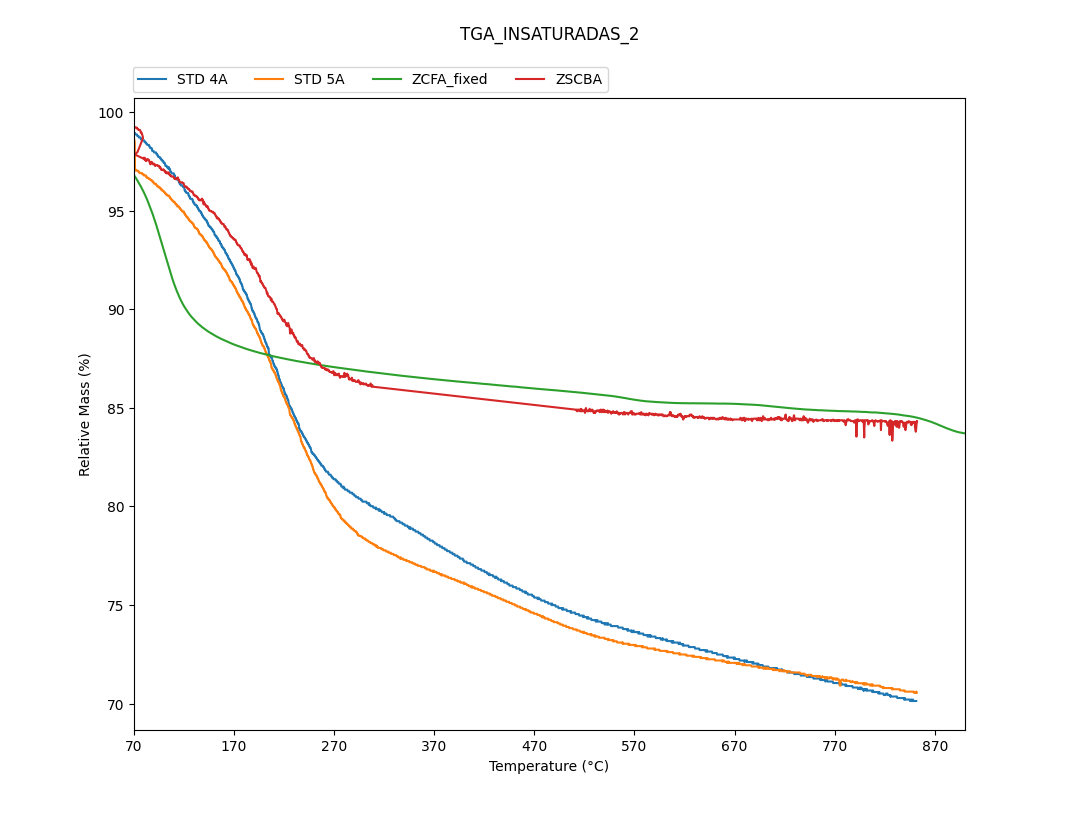 TGA_INSATURADAS_2
STD 4A STD 5A ZCFA_fixed ZSCBA
100
95
90
85
80
75
70
Relative Mass (%)
70 170 270 370 470 570 670 770 870
Temperature (°C)